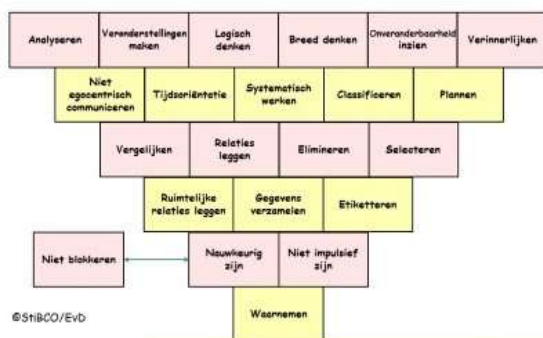 Analyseren
Veronderstellingen
maken
Logisch
denken
Breed denken
Onveranderbaarheid
inzien
Verinnerlijken
Niet
egocentrisch
communiceren
Tijdsoriëntatie
Systematisch
werken
Classificeren
Plannen
Vergelijken
Relaties
leggen
Elimineren
Selecteren
Ruimtelijke
relaties leggen
Gegevens
verzamelen
Etiketteren
Niet blokkeren
Nauwkeurig
zijn
Niet impulsief
zijn
Waarnemen
©StiBCO/EvD